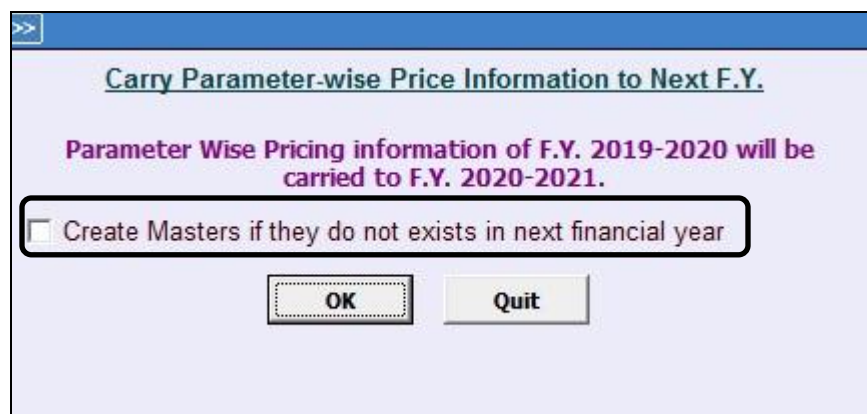 >>
Carry Parameter-wise Price Information to Next F.Y.
Parameter Wise Pricing information of F.Y. 2019-2020 will be
carried to F.Y. 2020-2021.
Create Masters if they do not exists in next financial year
OK Quit